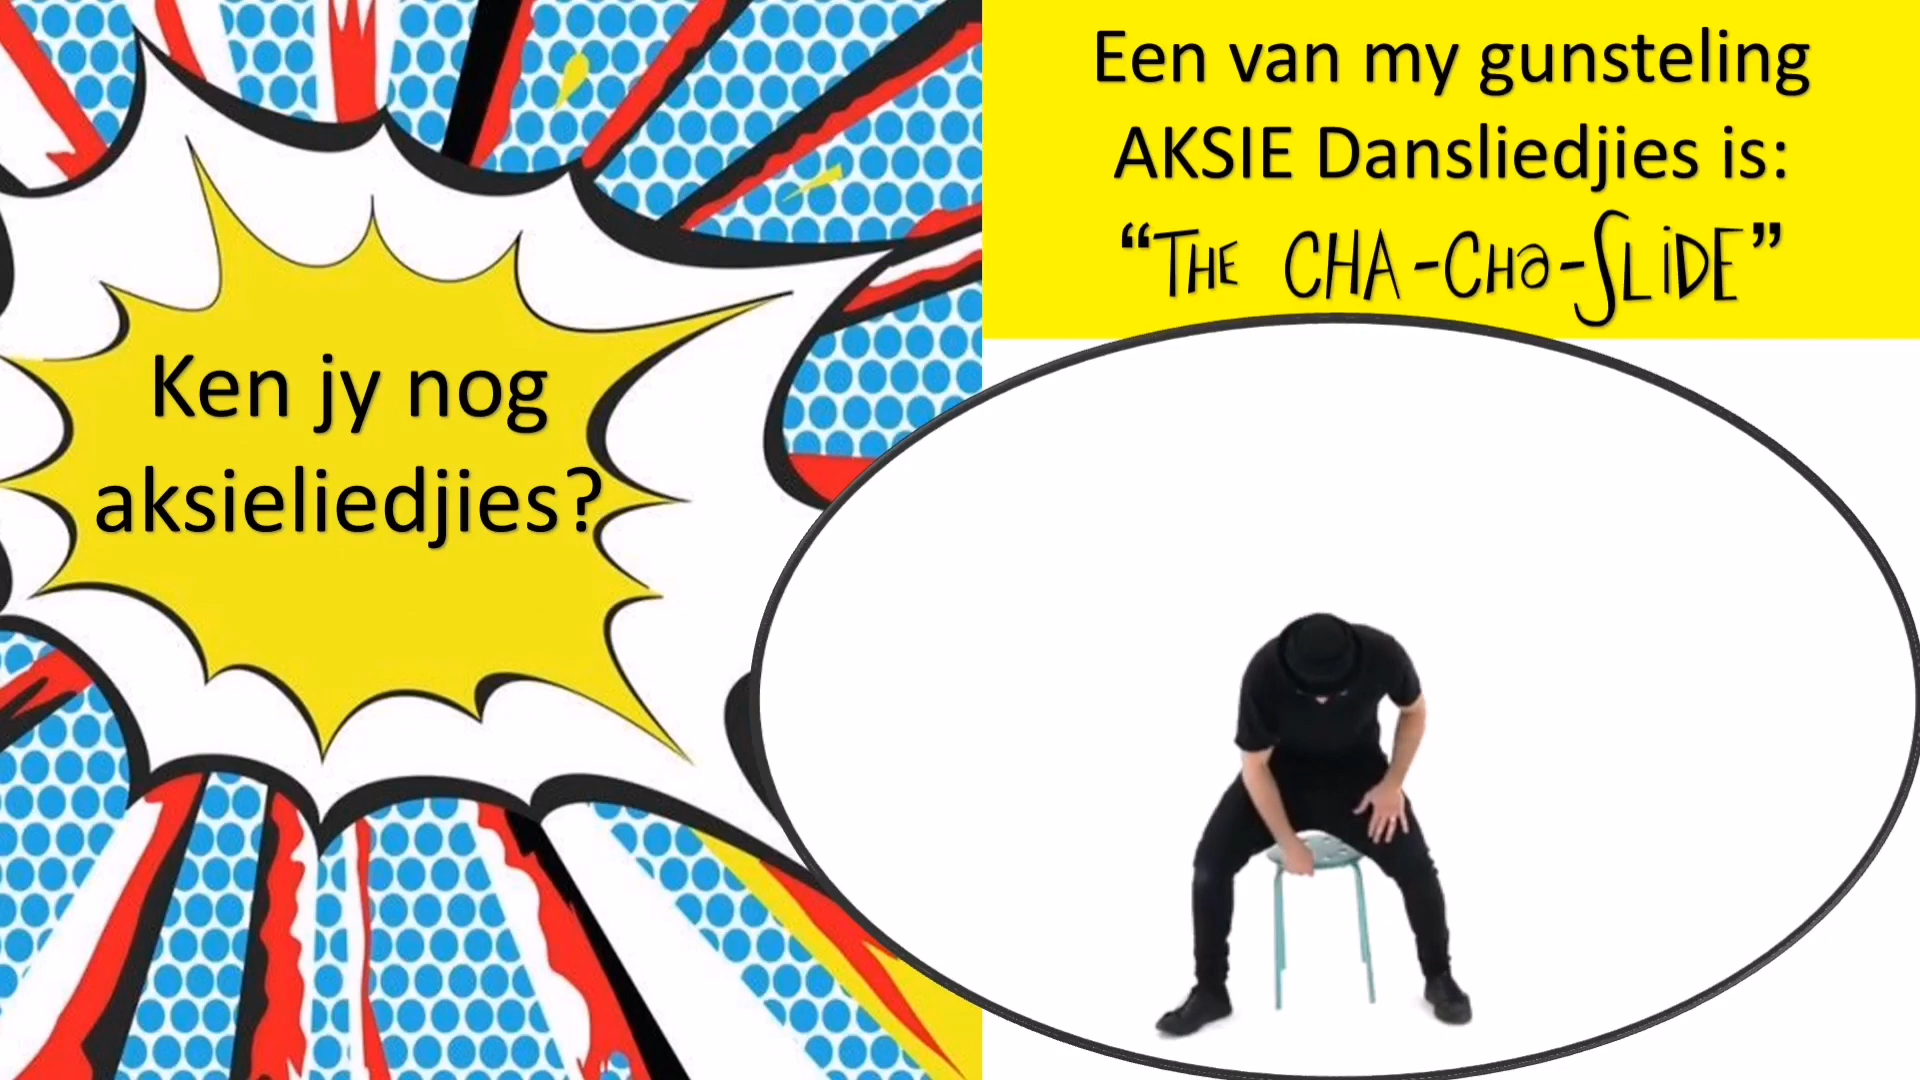 Ken jy nog
aksieliedjies?
Een van my gunsteling
AKSIE Dansliedjies is:
“THE CHA-CHa-SLiDE”